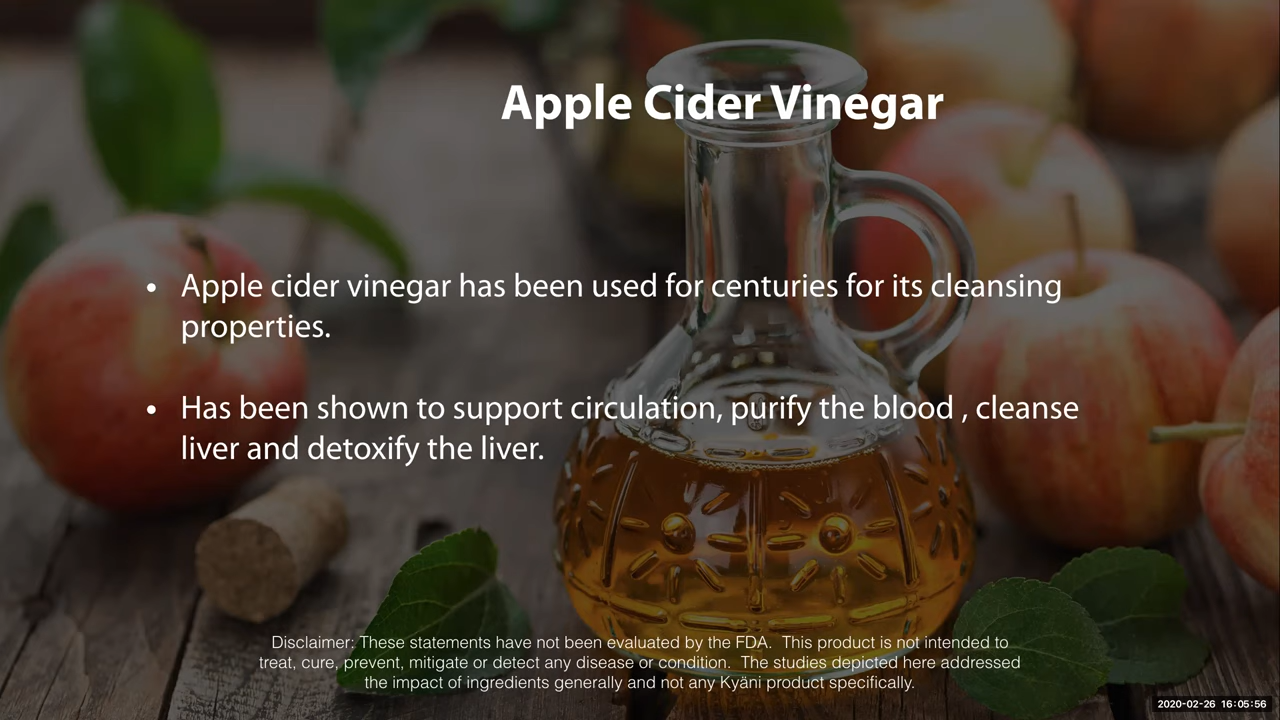 Apple Cider Vinegar
• Apple cider vinegar has been used for centuries for its cleansing
properties.
• Has been shown to support circulation, purify the blood , cleanse
liver and detoxify the liver.
Disclaimer: These statements have not been evaluated by the FDA.  This product is not intended to
treat, cure, prevent, mitigate or detect any disease or condition.  The studies depicted here addressed
the impact of ingredients generally and not any Kyäni product specifically.
2020-02-26 16:05:56